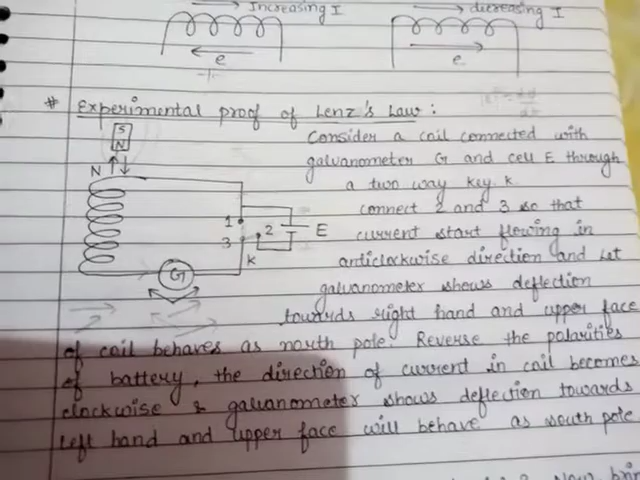 Increasing I
decreasing I
e
e
* Experimental proof of Lenz's Law :
S
N
N
Consider a coil connected with
galvanometer G and cell E through
a two way key K.
connect 2 and 3 so that
current start flowing in
anticlockwise direction and let
galvanometer shows deflection
towards right hand and upper face
of coil behaves as north pole. Reverse the polarities
of battery, the direction of current in coil becomes
clockwise & galvanometer shows deflection towards
left hand and upper face will behave as south pole
1
2
3
E
K
G